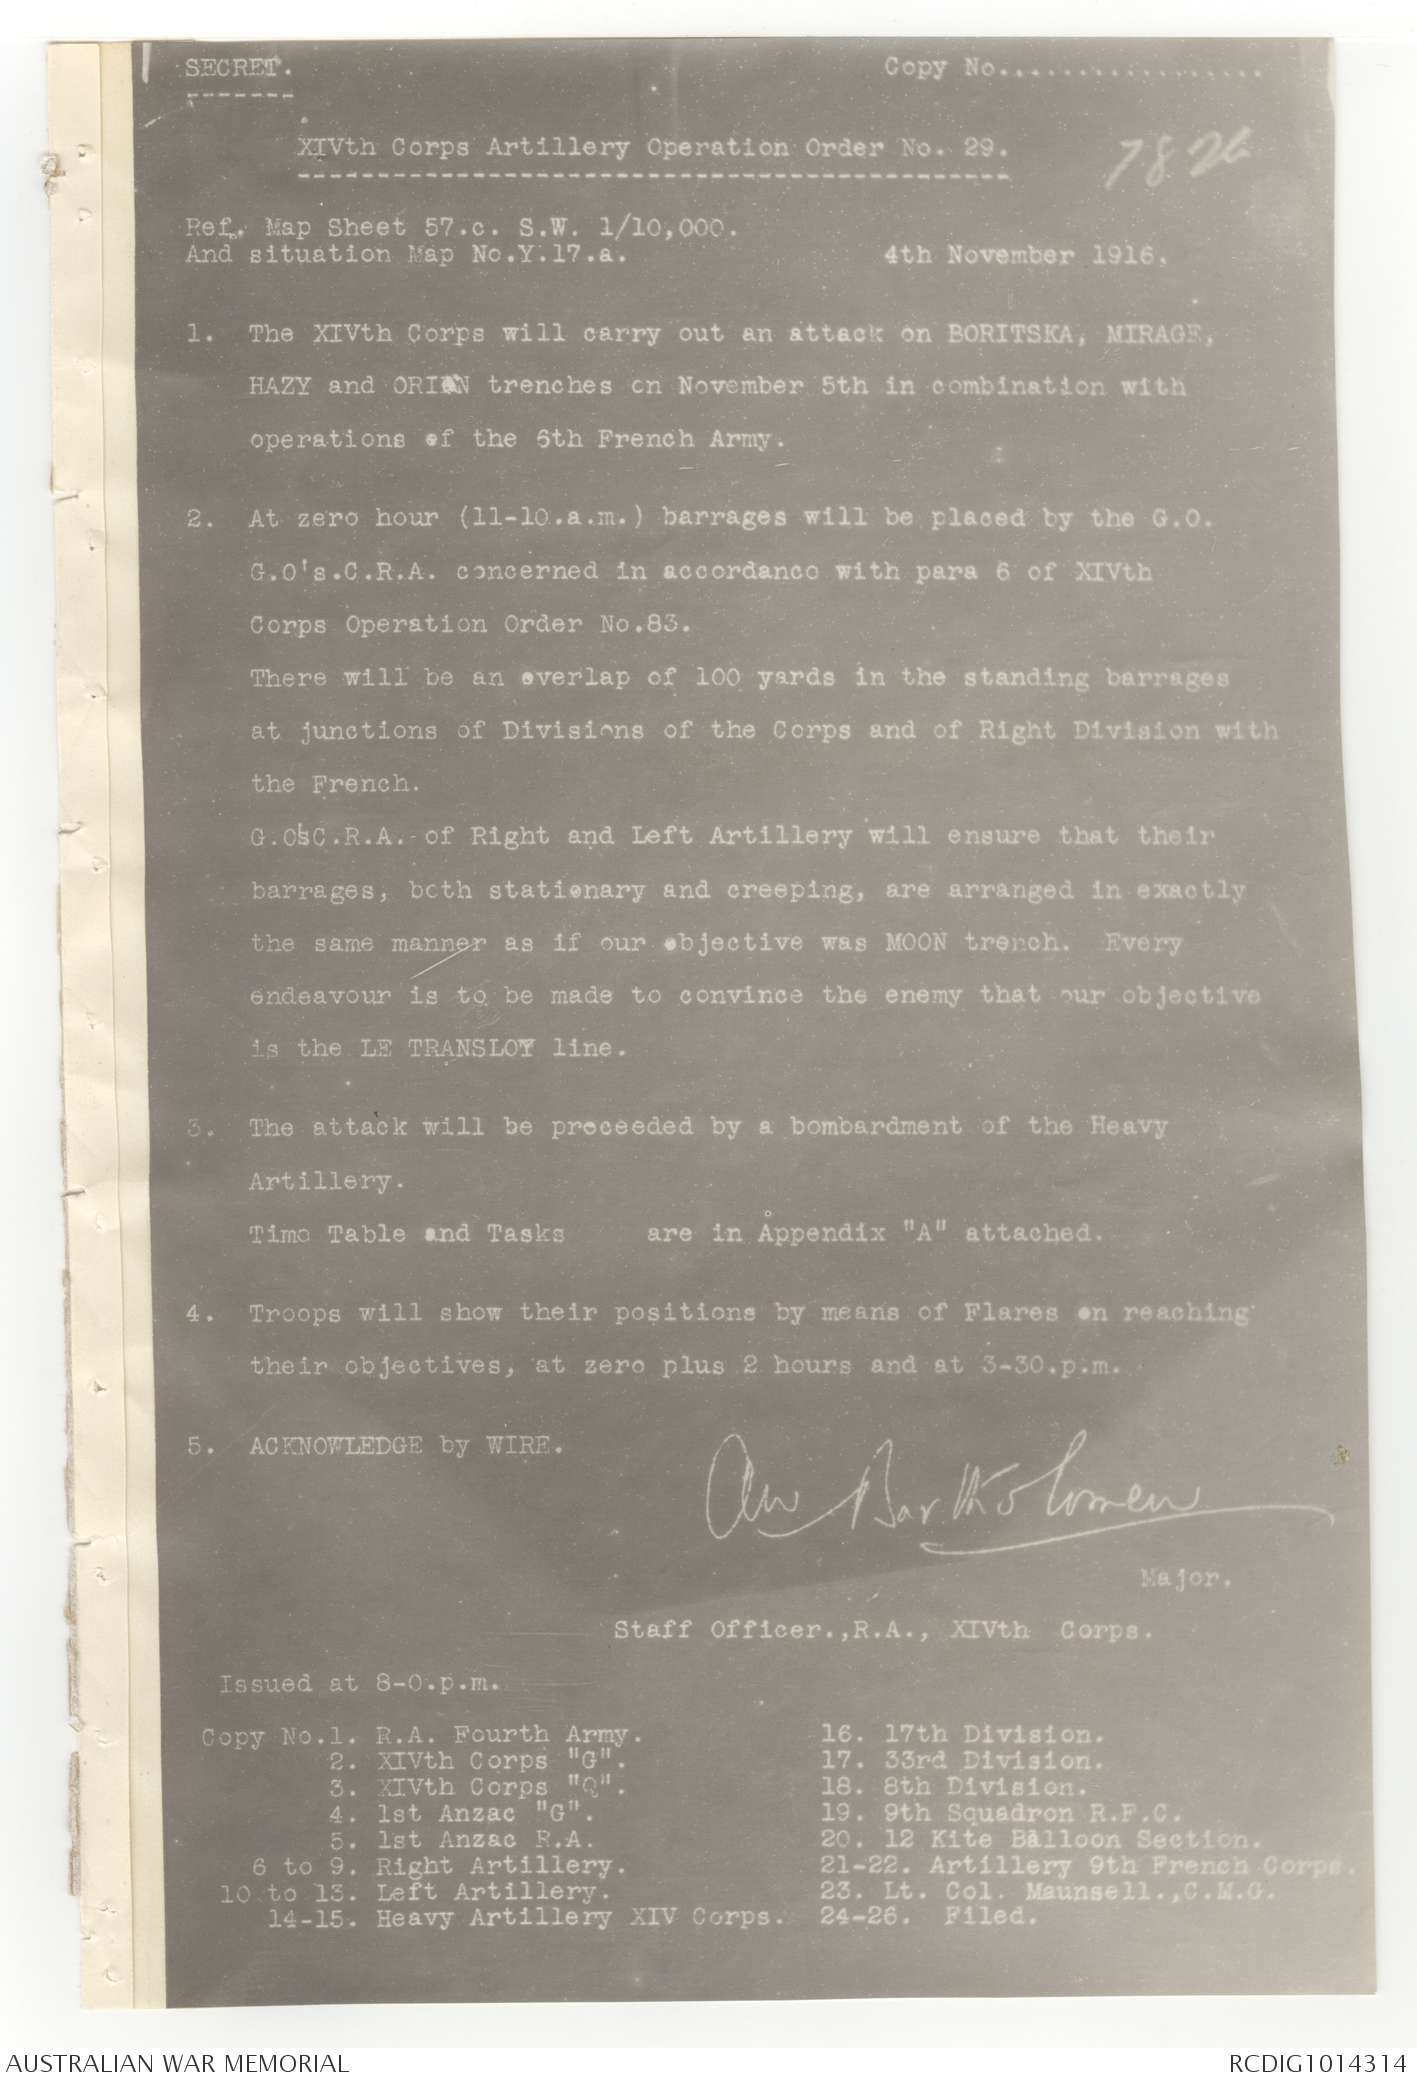 SECRET.
Copy No..................
XIVth Corps Artillery Operation Order No. 29.
Ref. Map Sheet 57.c. S.W. 1/10,000.
And situation Map No.Y.17.a.
4th November 1916.
1. The XIVth Corps will carry out an attack on BORITSKA, MIRAGE,
HAZY and ORION trenches on November 5th in combination with
operations of the 6th French Army.
2. At zero hour (11-10.a.m.) barrages will be placed by the G.O.
G.O's.C.R.A. concerned in accordance with para 6 of XIVth
Corps Operation Order No.83.
There will be an overlap of 100 yards in the standing barrages
at junctions of Divisions of the Corps and of Right Division with
the French.
G.O's C.R.A. of Right and Left Artillery will ensure that their
barrages, both stationary and creeping, are arranged in exactly
the same manner as if our objective was MOON trench. Every
endeavour is to be made to convince the enemy that our objective
is the LE TRANSLOY line.
3. The attack will be preceeded by a bombardment of the Heavy
Artillery.
Time Table and Tasks are in Appendix "A" attached.
4. Troops will show their positions by means of Flares on reaching
their objectives, at zero plus 2 hours and at 3-30.p.m.
5. ACKNOWLEDGE by WIRE.
Aw Bartholomew
Major.
Staff Officer.,R.A., XIVth Corps.
Issued at 8-0.p.m.
Copy No.1. R.A. Fourth Army.
2. XIVth Corps "G".
3. XIVth Corps "Q".
4. 1st Anzac "G".
5. 1st Anzac R.A.
6 to 9. Right Artillery.
10 to 13. Left Artillery.
14-15. Heavy Artillery XIV Corps.
16. 17th Division.
17. 33rd Division.
18. 8th Division.
19. 9th Squadron R.F.C.
20. 12 Kite Balloon Section.
21-22. Artillery 9th French Corps.
23. Lt. Col. Maunsell.,C.M.G.
24-26. Filed.
AUSTRALIAN WAR MEMORIAL
RCDIG1014314